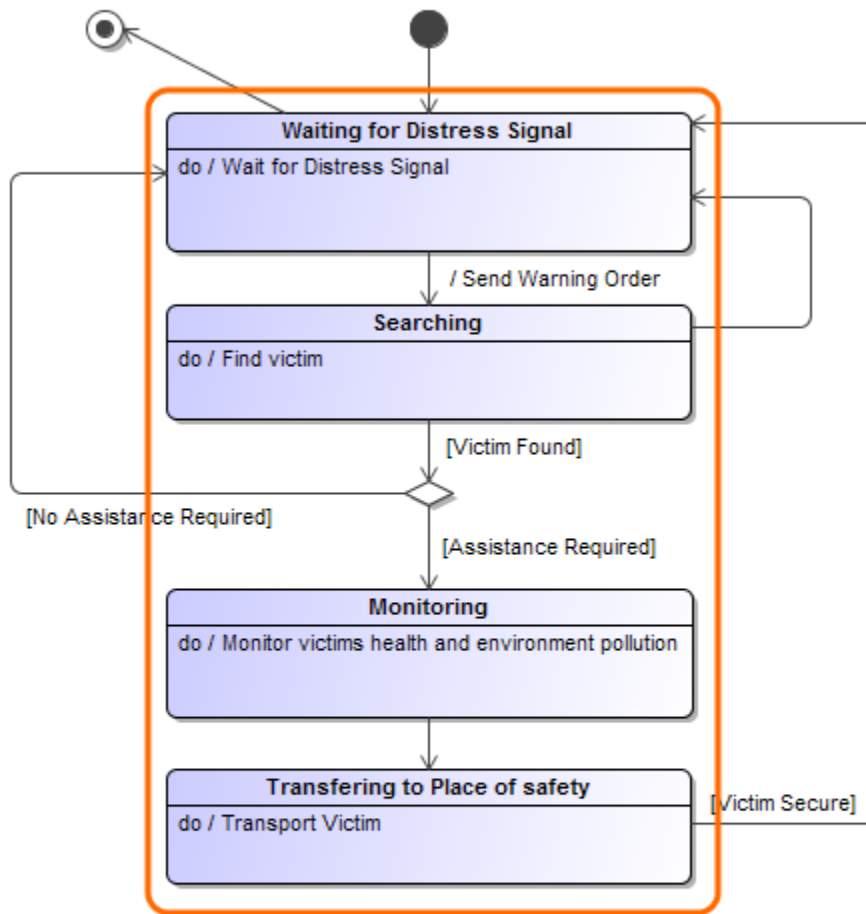 Waiting for Distress Signal
do / Wait for Distress Signal
/ Send Warning Order
Searching
do / Find victim
[Victim Found]
[No Assistance Required]
[Assistance Required]
Monitoring
do / Monitor victims health and environment pollution
Transfering to Place of safety
[Victim Secure]
do / Transport Victim